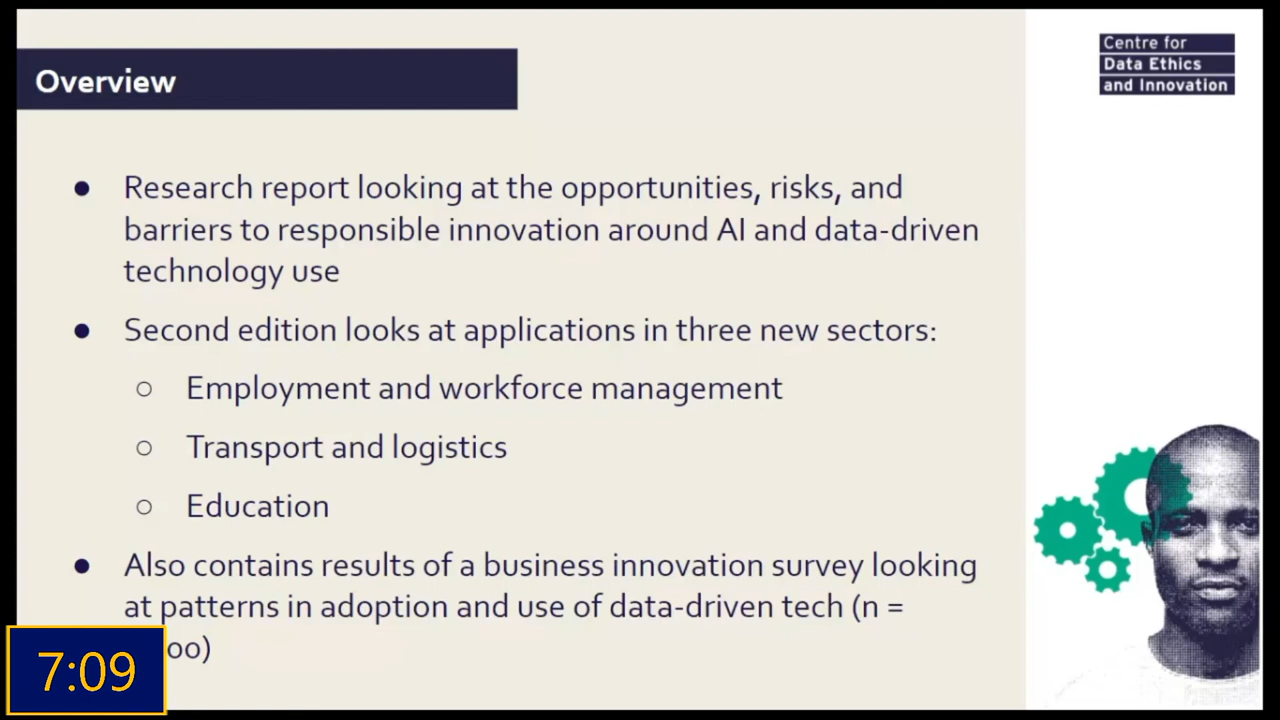 Centre for
Data Ethics
and Innovation
Overview
● Research report looking at the opportunities, risks, and
barriers to responsible innovation around AI and data-driven
technology use
● Second edition looks at applications in three new sectors:
○ Employment and workforce management
○ Transport and logistics
○ Education
● Also contains results of a business innovation survey looking
at patterns in adoption and use of data-driven tech (n =
00)
7:09